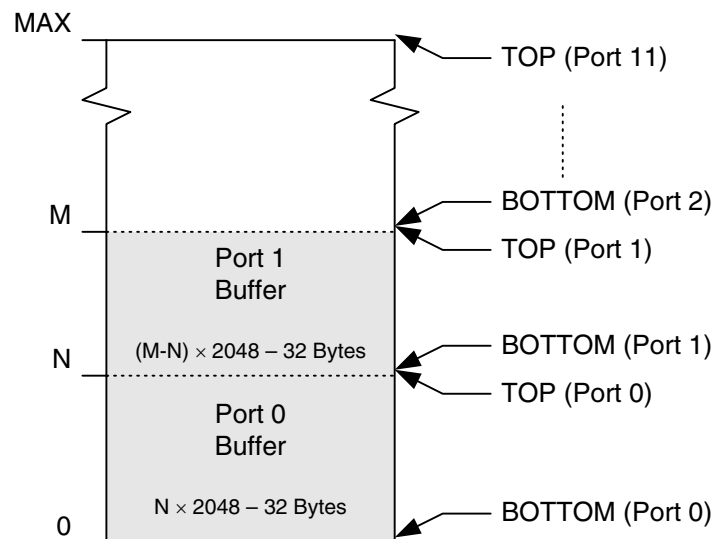 MAX
TOP (Port 11)
BOTTOM (Port 2)
M
TOP (Port 1)
Port 1
Buffer
(M-N) × 2048 – 32 Bytes
BOTTOM (Port 1)
N
TOP (Port 0)
Port 0
Buffer
N × 2048 – 32 Bytes
BOTTOM (Port 0)
0